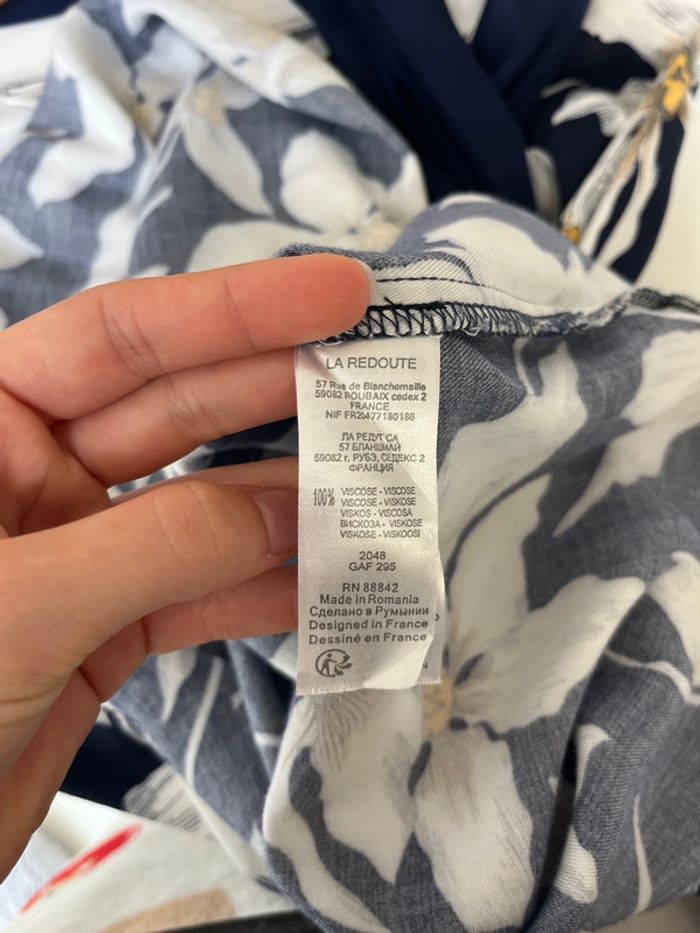 LA REDOUTE
57 Rue de Blanchemaille
59082 ROUBAIX cedex 2
FRANCE
NIF FR20477180186
ЛА РЕДУТ СА
57 БЛАНШМАЙ
59082 г. РУБЭ, СЕДЕКС 2
ФРАНЦИЯ
100% VISCOSE - VISCOSE
VISCOSE - VISKOSE
VISKOS - VISCOSA
ВИСКОЗА - VISKOSE
VISKOSE - VISKOOSI
2048
GAF 295
RN 88842
Made in Romania
Сделано в Румынии
Designed in France
Dessiné en France